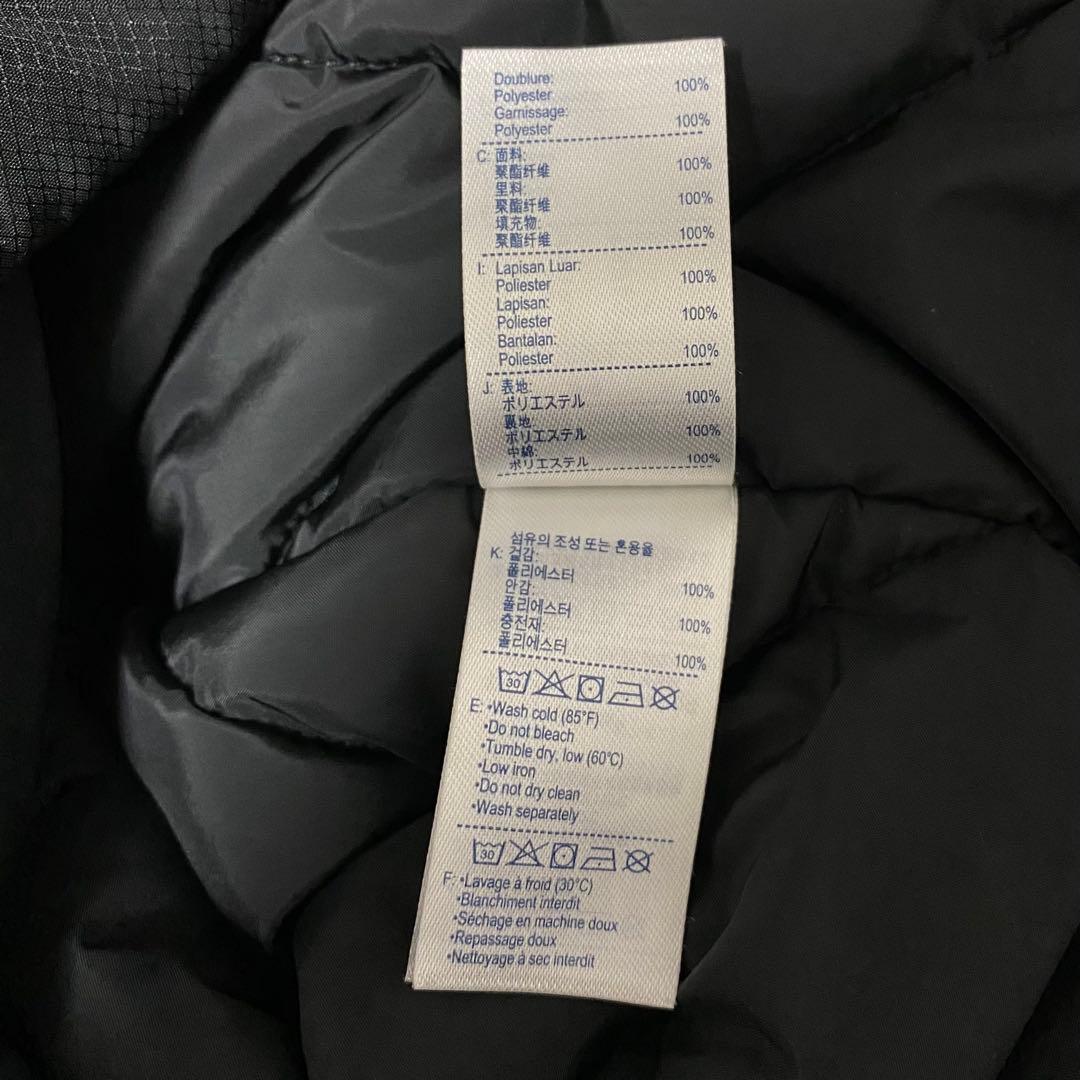 Doublure:
Polyester 100%
Garnissage:
Polyester 100%
C: 面料:
聚酯纤维 100%
里料:
聚酯纤维 100%
填充物:
聚酯纤维 100%
I: Lapisan Luar:
Poliester 100%
Lapisan:
Poliester 100%
Bantalan:
Poliester 100%
J: 表地:
ポリエステル 100%
裏地:
ポリエステル 100%
中綿:
ポリエステル 100%
섬유의 조성 또는 혼용율
K: 겉감:
폴리에스터 100%
안감:
폴리에스터 100%
충전재:
폴리에스터 100%
30
E: •Wash cold (85°F)
•Do not bleach
•Tumble dry, low (60°C)
•Low iron
•Do not dry clean
•Wash separately
30
F: •Lavage à froid (30°C)
•Blanchiment interdit
•Séchage en machine doux
•Repassage doux
•Nettoyage à sec interdit